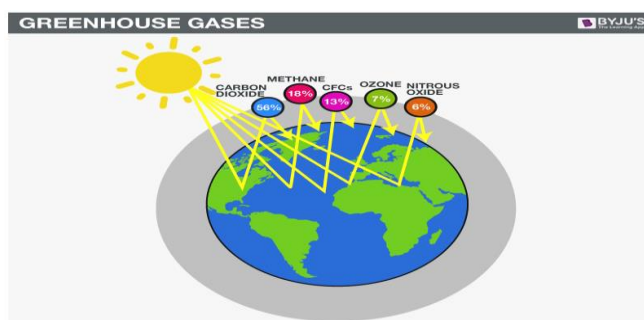 GREENHOUSE GASES
BYJU'S
The Learning App
CARBON
DIOXIDE
56%
METHANE
18%
CFCs
13%
OZONE
7%
NITROUS
OXIDE
6%